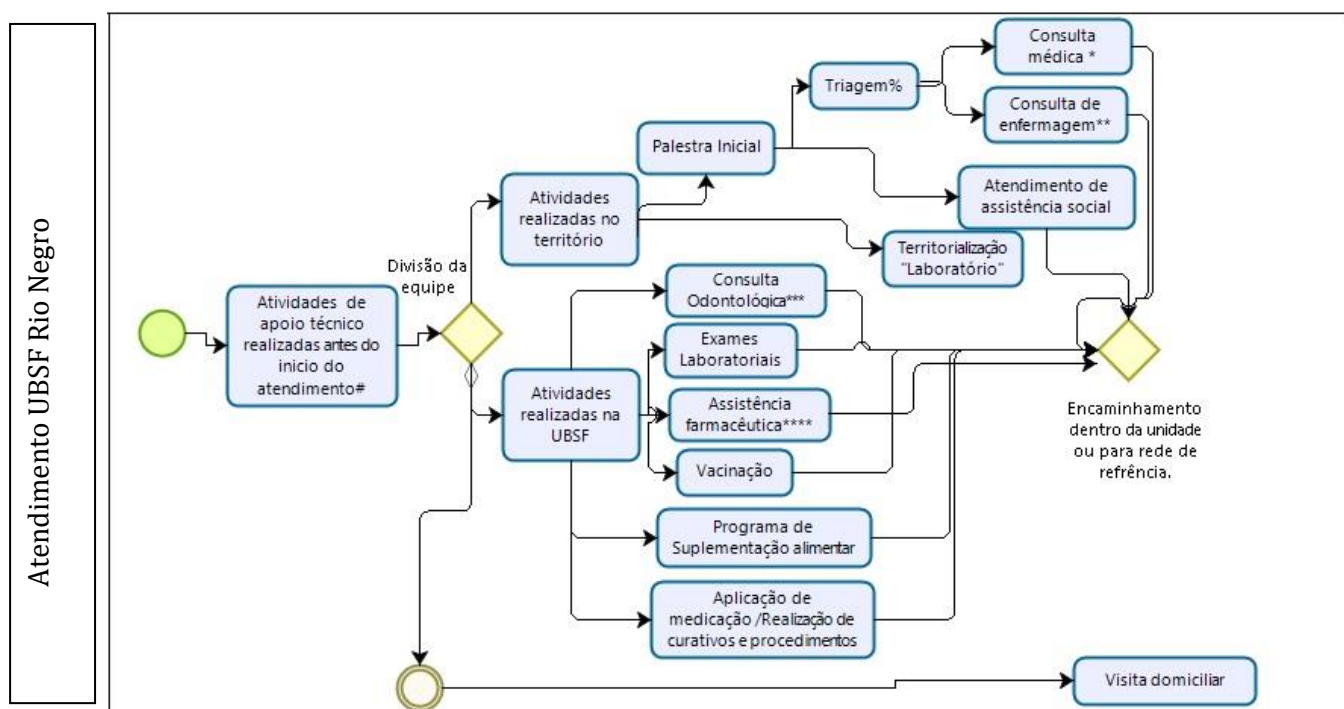 Atendimento UBSF Rio Negro
Atividades de
apoio técnico
realizadas antes do
inicio do
atendimento#
Divisão da
equipe
Atividades
realizadas no
território
Palestra Inicial
Triagem%
Consulta
médica *
Consulta de
enfermagem**
Atendimento de
assistência social
Territorialização
"Laboratório"
Atividades
realizadas na
UBSF
Consulta
Odontológica***
Exames
Laboratoriais
Assistência
farmacêutica****
Vacinação
Programa de
Suplementação alimentar
Aplicação de
medicação /Realização de
curativos e procedimentos
Encaminhamento
dentro da unidade
ou para rede de
refrência.
Visita domiciliar